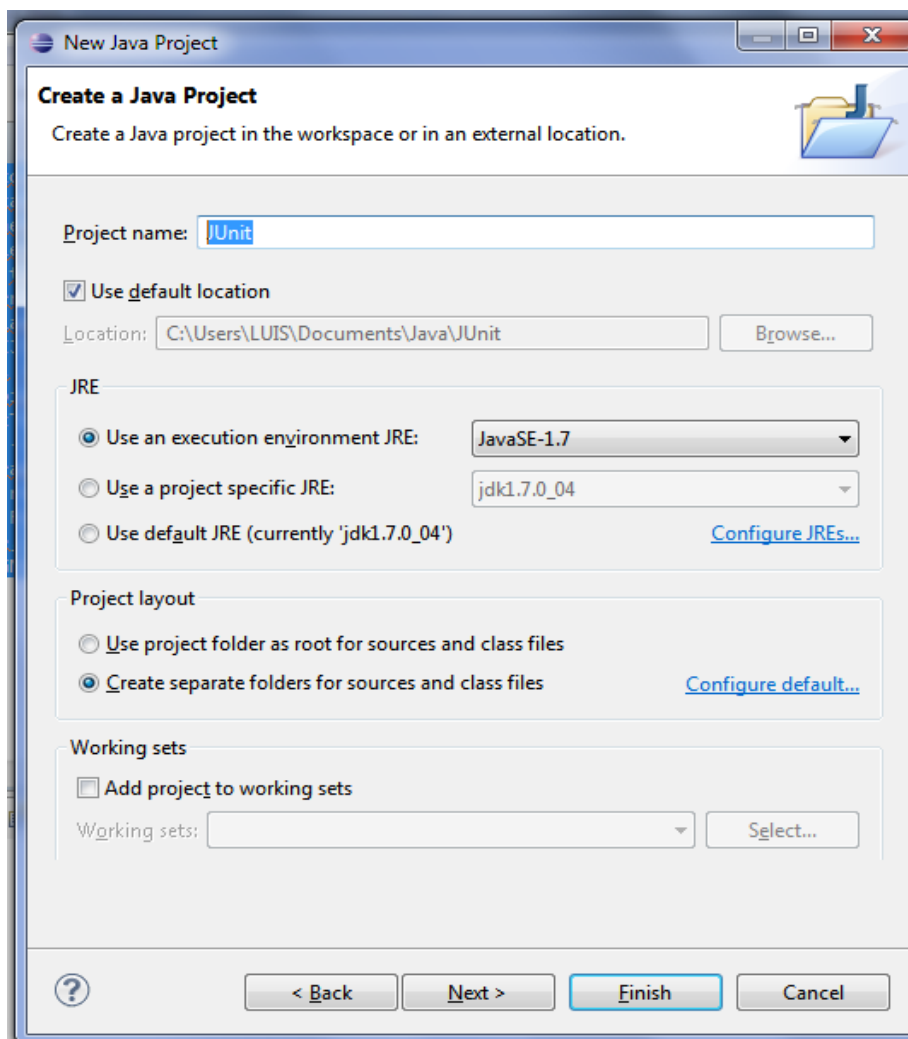 New Java Project
Create a Java Project
Create a Java project in the workspace or in an external location.
Project name: JUnit
Use default location
Location: C:\Users\LUIS\Documents\Java\JUnit Browse...
JRE
Use an execution environment JRE: JavaSE-1.7
Use a project specific JRE: jdk1.7.0_04
Use default JRE (currently 'jdk1.7.0_04') Configure JREs...
Project layout
Use project folder as root for sources and class files
Create separate folders for sources and class files Configure default...
Working sets
Add project to working sets
Working sets: Select...
? < Back Next > Finish Cancel